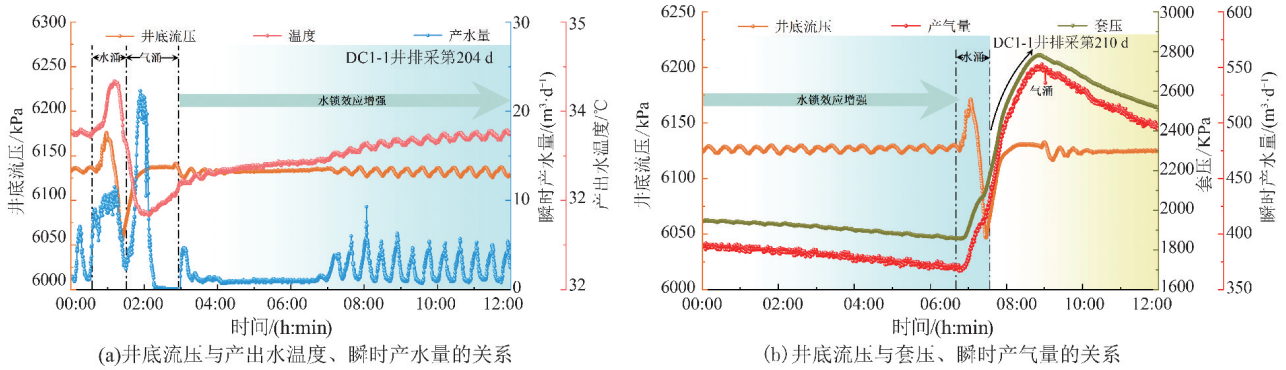 井底流压 温度 产水量
水涌 气涌
DC1-1井排采第204 d
水锁效应增强
井底流压/kPa
6300
6250
6200
6150
6100
6050
6000
瞬时产水量/(m³·d⁻¹)
30
20
10
0
产出水温度/℃
35
34
32
32
00:00 02:00 04:00 06:00 08:00 10:00 12:00
时间/(h:min)
(a)井底流压与产出水温度、瞬时产水量的关系
井底流压 产气量 套压
水涌
DC1-1井排采第210 d
气涌
水锁效应增强
井底流压/kPa
6250
6200
6150
6100
6050
6000
套压/KPa
3000
2800
2600
2400
2200
2000
1800
1600
瞬时产气量/(m³·d⁻¹)
600
550
500
450
400
350
00:00 02:00 04:00 06:00 08:00 10:00 12:00
时间/(h:min)
(b)井底流压与套压、瞬时产气量的关系